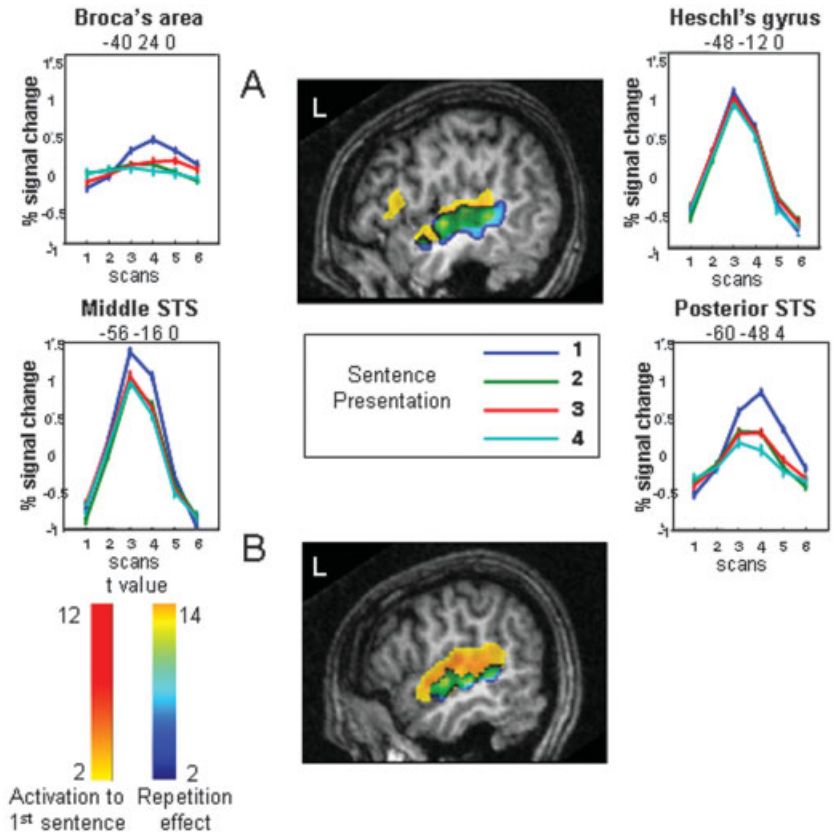 Broca's area
-40 24 0
% signal change
1.5
1
0.5
0
-0.5
-1
1 2 3 4 5 6
scans
A
L
Heschl's gyrus
-48 -12 0
% signal change
1.5
1
0.5
0
-0.5
-1
1 2 3 4 5 6
scans
Middle STS
-56 -16 0
% signal change
1.5
1
0.5
0
-0.5
-1
1 2 3 4 5 6
scans
Sentence
Presentation
1
2
3
4
Posterior STS
-60 -48 4
% signal change
1.5
1
0.5
0
-0.5
-1
1 2 3 4 5 6
scans
B
L
t value
12
2
14
2
Activation to
1st sentence
Repetition
effect